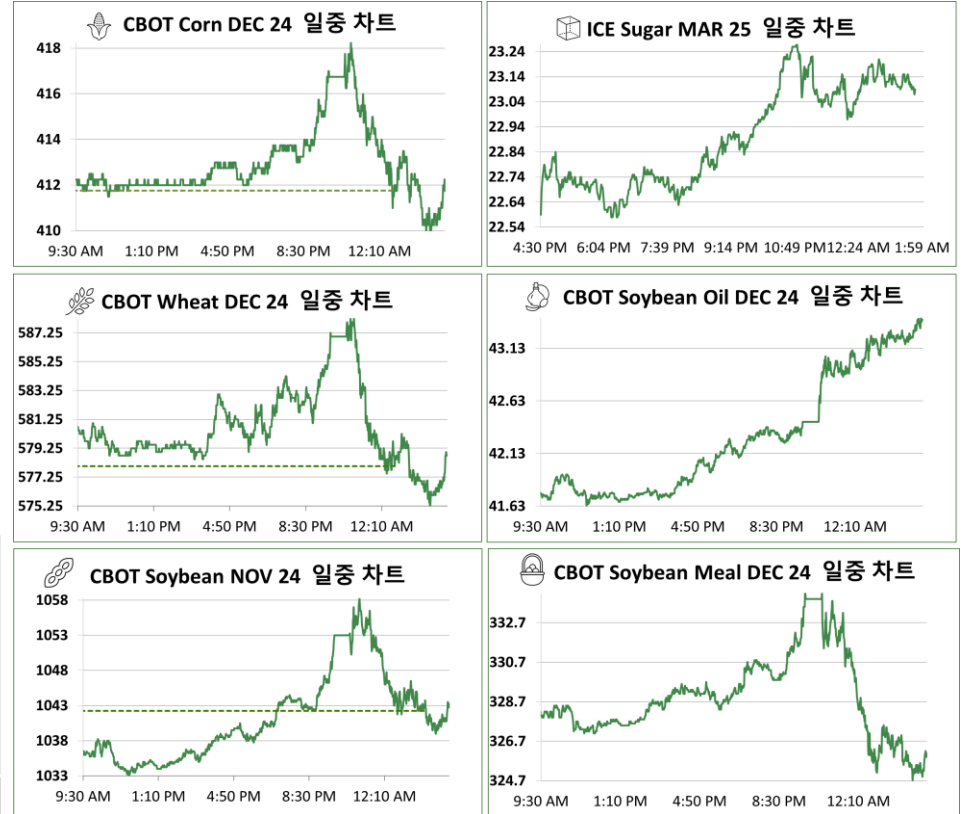 CBOT Corn DEC 24 일중 차트
418
416
414
412
410
9:30 AM 1:10 PM 4:50 PM 8:30 PM 12:10 AM
ICE Sugar MAR 25 일중 차트
23.24
23.14
23.04
22.94
22.84
22.74
22.64
22.54
4:30 PM 6:04 PM 7:39 PM 9:14 PM 10:49 PM 12:24 AM 1:59 AM
CBOT Wheat DEC 24 일중 차트
587.25
585.25
583.25
581.25
579.25
577.25
575.25
9:30 AM 1:10 PM 4:50 PM 8:30 PM 12:10 AM
CBOT Soybean Oil DEC 24 일중 차트
43.13
42.63
42.13
41.63
9:30 AM 1:10 PM 4:50 PM 8:30 PM 12:10 AM
CBOT Soybean NOV 24 일중 차트
1058
1053
1048
1043
1038
1033
9:30 AM 1:10 PM 4:50 PM 8:30 PM 12:10 AM
CBOT Soybean Meal DEC 24 일중 차트
332.7
330.7
328.7
326.7
324.7
9:30 AM 1:10 PM 4:50 PM 8:30 PM 12:10 AM